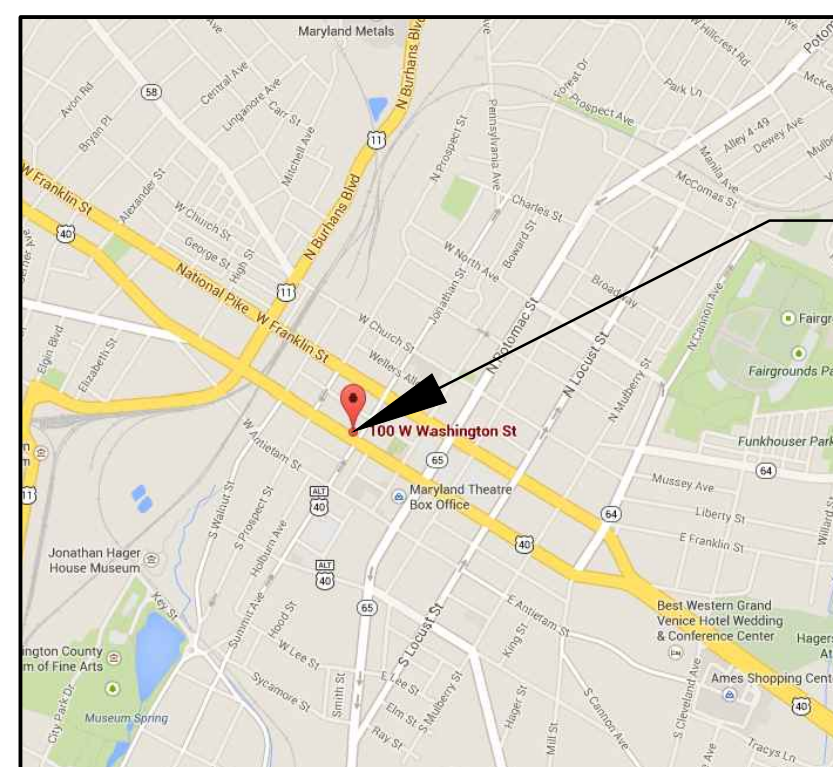 Maryland Metals
N Burhans Blvd
W Hillcrest Rd
Forest Dr
Park Ln
Prospect Ave
58
Central Ave
Linganore Ave
Avon Rd
Carr St
Bryan Pl
Mitchell Ave
11
N Prospect St
Pennsylvania Ave
Alley 4-49
Dewey Ave
Manila Ave
McComas St
W Franklin St
Alexander St
N Burhans Blvd
Charles St
40
W Church St
George St
High St
W North Ave
Boward St
National Pike
11
Jonathan St
Broadway
N Cannon Ave
W Franklin St
W Church St
Wellers
N Potomac St
N Locust St
Elgin Blvd
Elizabeth St
N Mulberry St
Fairgrounds
100 W Washington St
Funkhouser Park
W Antietam St
65
64
Maryland Theatre
Box Office
Mussey Ave
ALT
40
11
Liberty St
Willard
S Walnut St
S Prospect St
64
E Franklin St
40
Jonathan Hager
House Museum
Holburn Ave
ALT
40
Key St
Summit Ave
Hood St
65
S Locust St
E Antietam St
King St
Best Western Grand
Venice Hotel Wedding
& Conference Center
W Lee St
E Lee St
Sycamore St
Smith St
Elm St
S Mulberry St
Hager St
S Cannon Ave
S Cleveland Ave
Ames Shopping
40
of Fine Arts
City Park Dr
Museum Spring
Ray St
Mill St
Tracys Ln